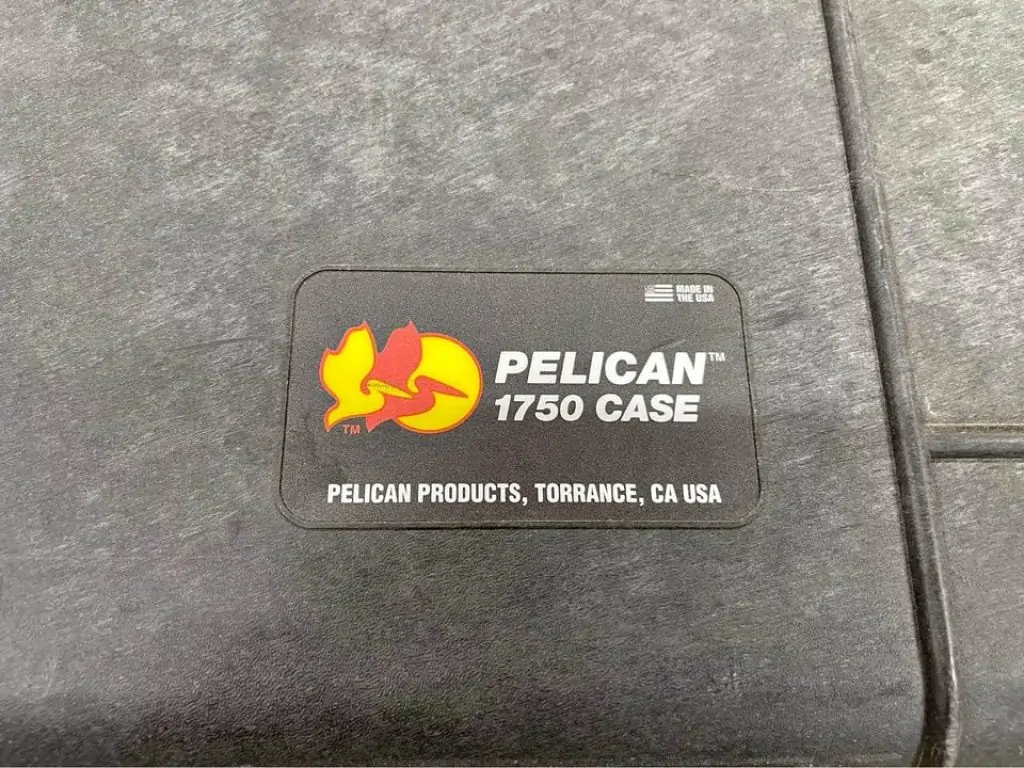 MADE IN
THE USA
PELICAN™
1750 CASE
TM
PELICAN PRODUCTS, TORRANCE, CA USA